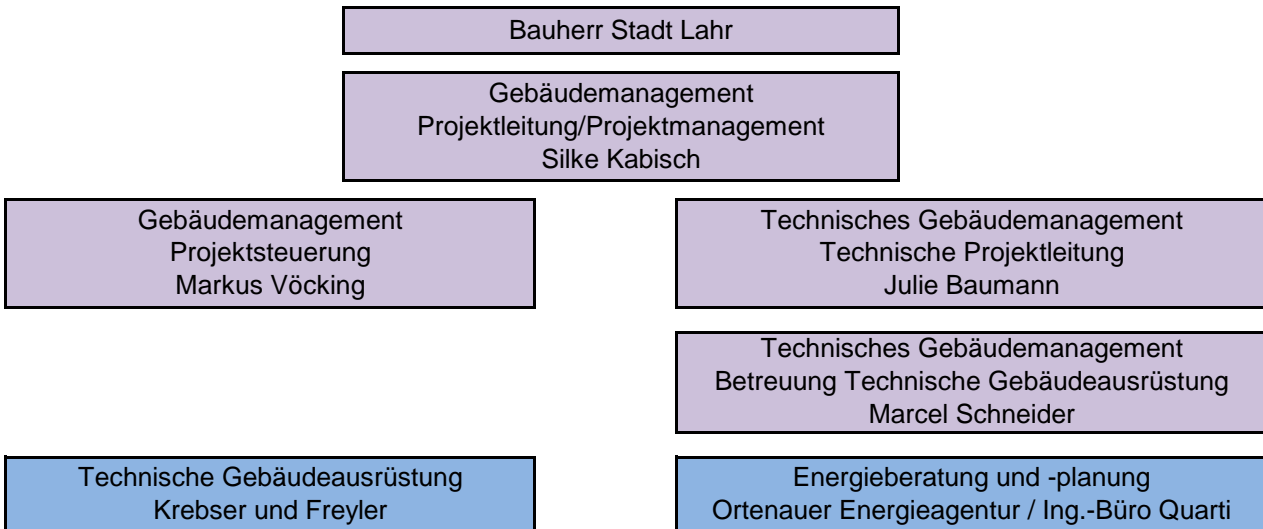 Bauherr Stadt Lahr
Gebäudemanagement
Projektleitung/Projektmanagement
Silke Kabisch
Gebäudemanagement
Projektsteuerung
Markus Vöcking
Technisches Gebäudemanagement
Technische Projektleitung
Julie Baumann
Technisches Gebäudemanagement
Betreuung Technische Gebäudeausrüstung
Marcel Schneider
Technische Gebäudeausrüstung
Krebser und Freyler
Energieberatung und -planung
Ortenauer Energieagentur / Ing.-Büro Quarti